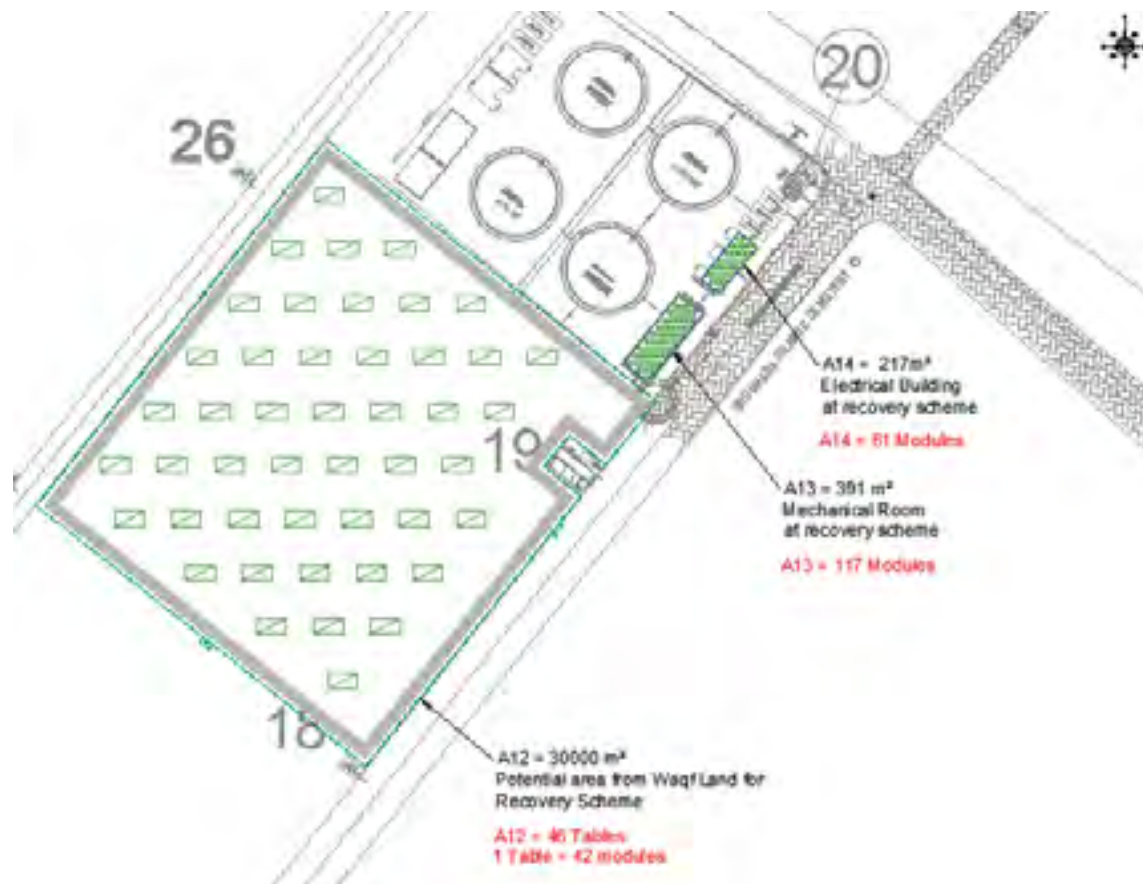 20
26
A14 = 217m²
Electrical Building
at recovery scheme
A14 = 61 Modules
19
A13 = 391 m²
Mechanical Room
at recovery scheme
A13 = 117 Modules
18
A12 = 30000 m²
Potential area from Waqf Land for
Recovery Scheme
A12 = 46 Tables
1 Table = 42 modules